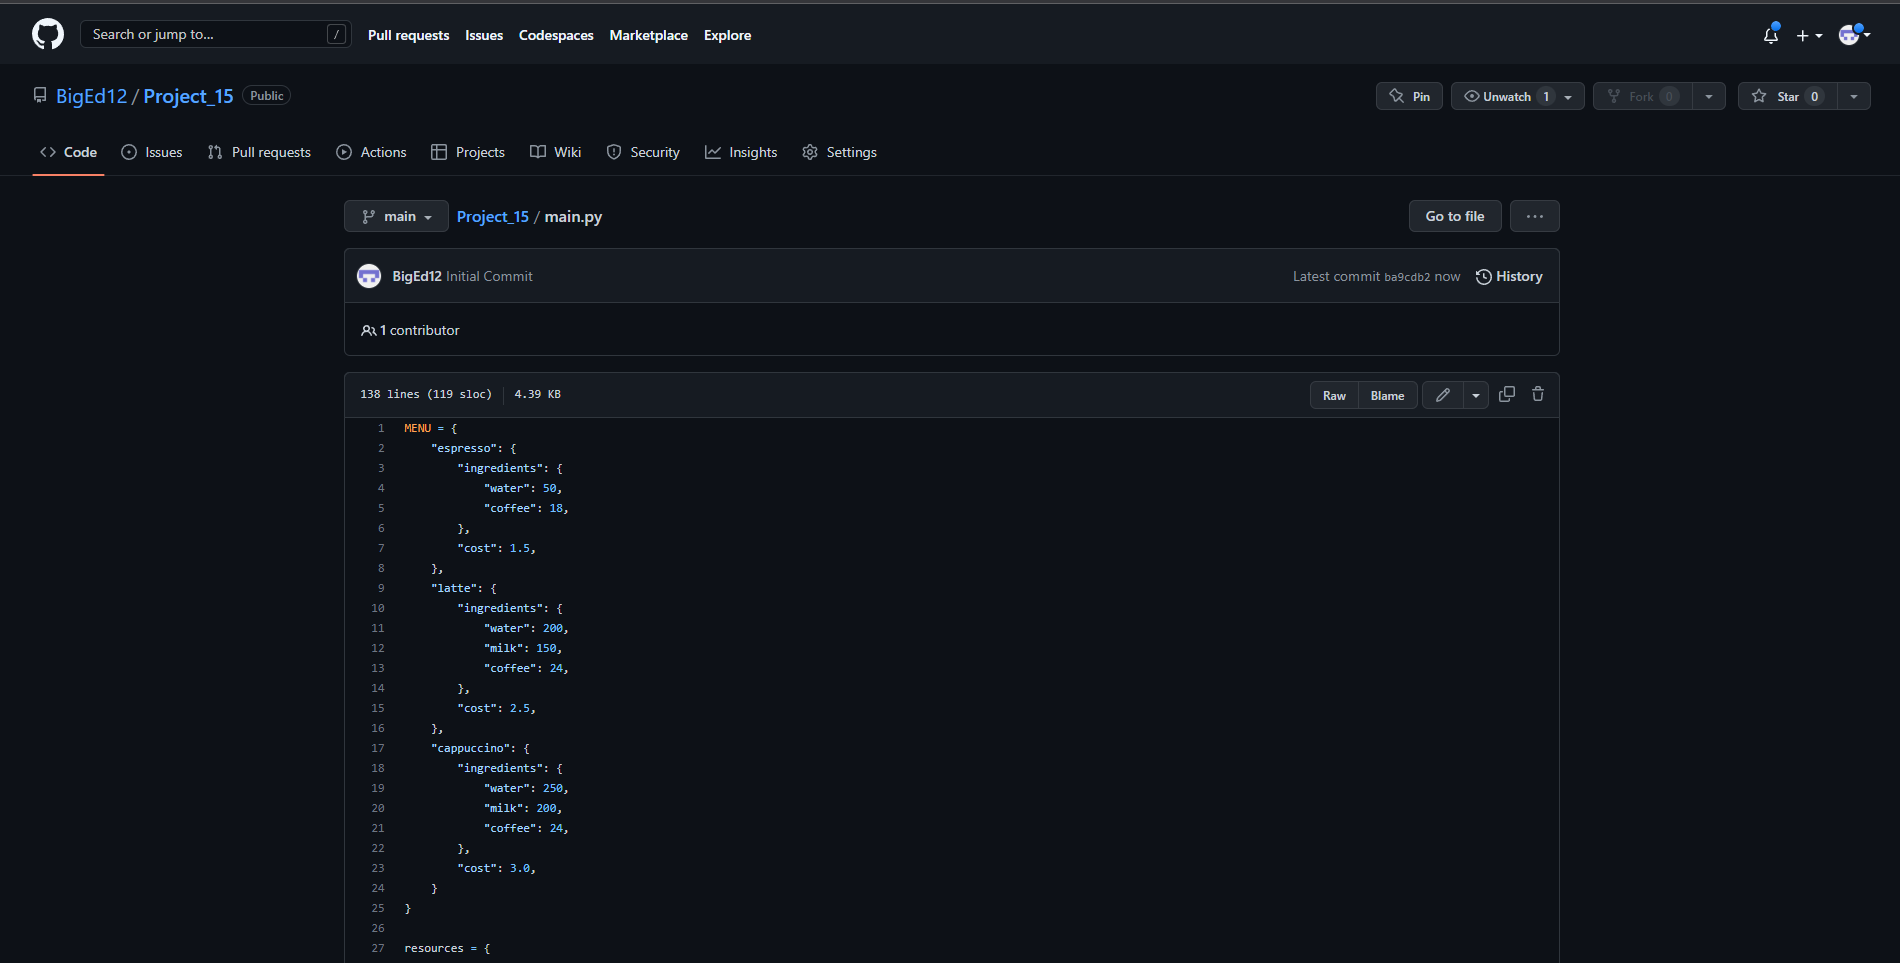 Search or jump to... /
Pull requests Issues Codespaces Marketplace Explore
BigEd12 / Project_15 Public
Pin Unwatch 1 Fork 0 Star 0
Code Issues Pull requests Actions Projects Wiki Security Insights Settings
main Project_15 / main.py Go to file ...
BigEd12 Initial Commit Latest commit ba9cdb2 now History
1 contributor
138 lines (119 sloc) 4.39 KB Raw Blame
1 MENU = {
2 "espresso": {
3 "ingredients": {
4 "water": 50,
5 "coffee": 18,
6 },
7 "cost": 1.5,
8 },
9 "latte": {
10 "ingredients": {
11 "water": 200,
12 "milk": 150,
13 "coffee": 24,
14 },
15 "cost": 2.5,
16 },
17 "cappuccino": {
18 "ingredients": {
19 "water": 250,
20 "milk": 200,
21 "coffee": 24,
22 },
23 "cost": 3.0,
24 }
25 }
26
27 resources = {